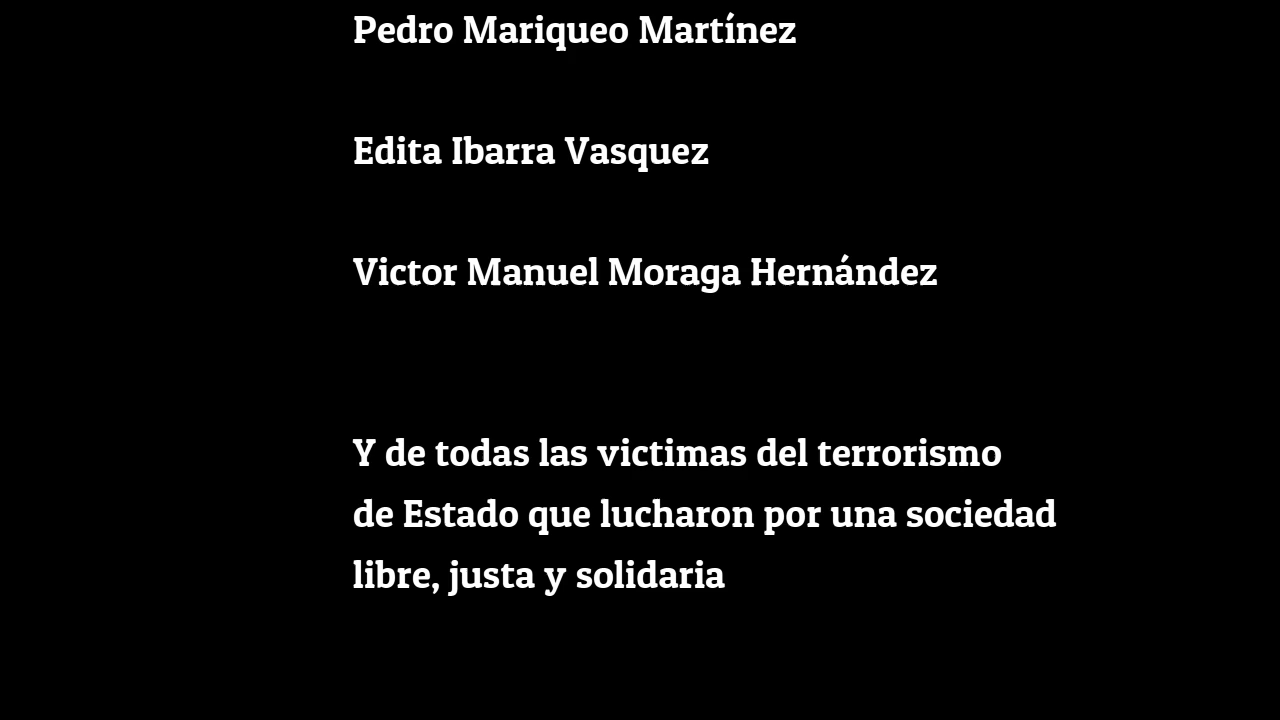 Pedro Mariqueo Martínez
Edita Ibarra Vasquez
Victor Manuel Moraga Hernández
Y de todas las victimas del terrorismo
de Estado que lucharon por una sociedad
libre, justa y solidaria